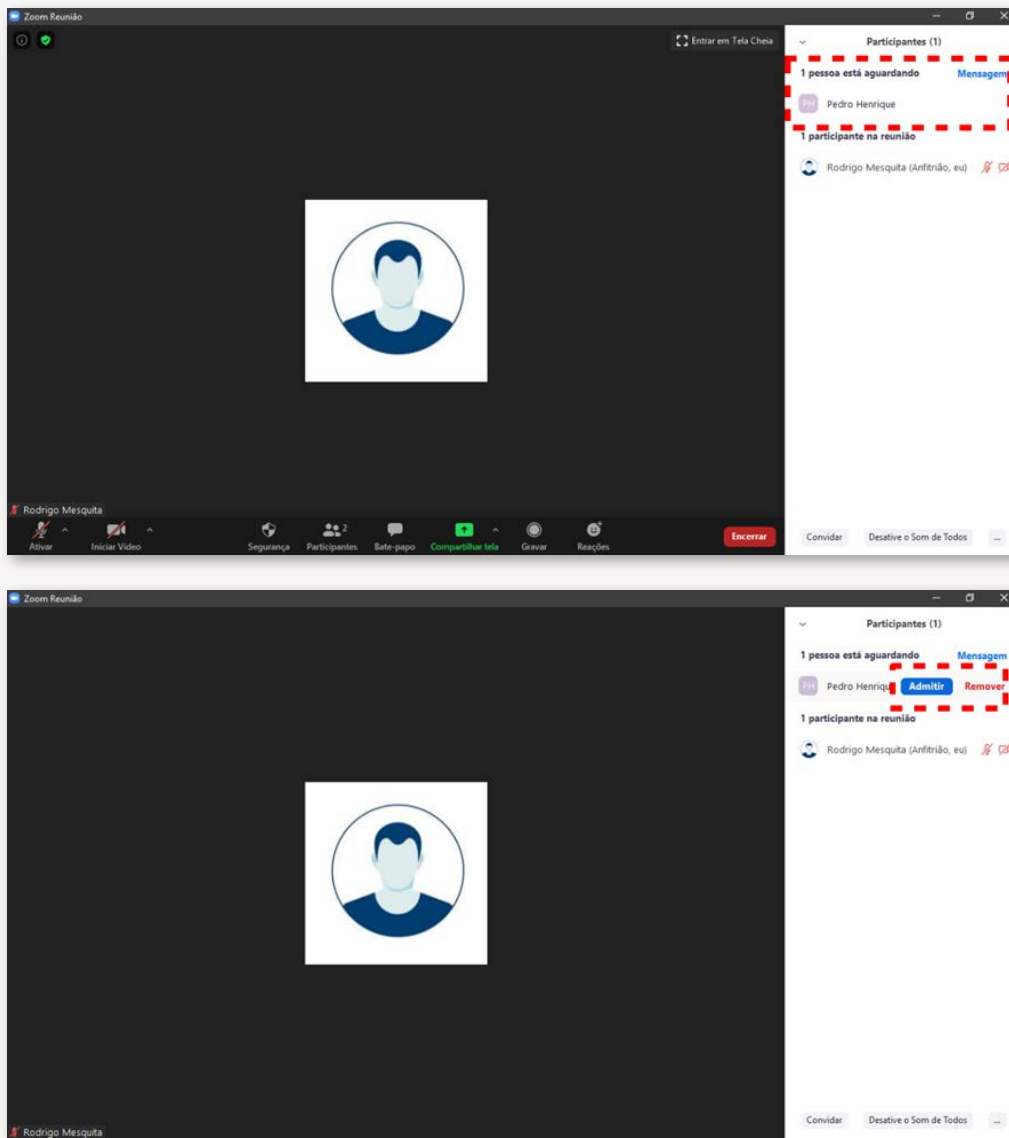 Zoom Reunião
Entrar em Tela Cheia
Participantes (1)
1 pessoa está aguardando Mensagem
PH Pedro Henrique
1 participante na reunião
Rodrigo Mesquita (Anfitrião, eu)
Rodrigo Mesquita
Ativar Iniciar Vídeo Segurança Participantes 2 Bate-papo Compartilhar tela Gravar Reações Encerrar
Convidar Desative o Som de Todos ...
Zoom Reunião
Participantes (1)
1 pessoa está aguardando Mensagem
PH Pedro Henriqu Admitir Remover
1 participante na reunião
Rodrigo Mesquita (Anfitrião, eu)
Convidar Desative o Som de Todos ...
Rodrigo Mesquita